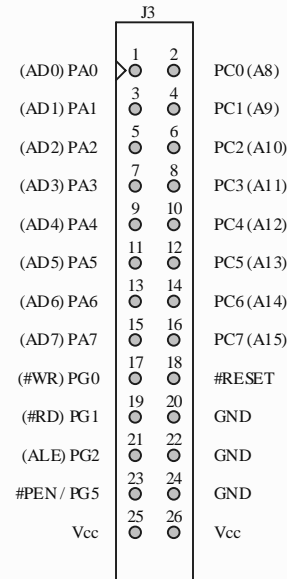 J3
1 2
(AD0) PA0 PC0 (A8)
3 4
(AD1) PA1 PC1 (A9)
5 6
(AD2) PA2 PC2 (A10)
7 8
(AD3) PA3 PC3 (A11)
9 10
(AD4) PA4 PC4 (A12)
11 12
(AD5) PA5 PC5 (A13)
13 14
(AD6) PA6 PC6 (A14)
15 16
(AD7) PA7 PC7 (A15)
17 18
(#WR) PG0 #RESET
19 20
(#RD) PG1 GND
21 22
(ALE) PG2 GND
23 24
#PEN / PG5 GND
25 26
Vcc Vcc